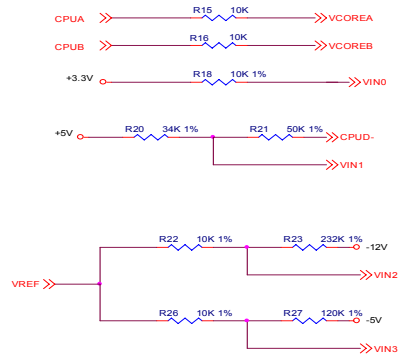 CPUA R15 10K VCOREA
CPUB R16 10K VCOREB
+3.3V R18 10K 1% VIN0
+5V R20 34K 1% R21 50K 1% CPUD-
VIN1
R22 10K 1% R23 232K 1% -12V
VIN2
VREF
R26 10K 1% R27 120K 1% -5V
VIN3